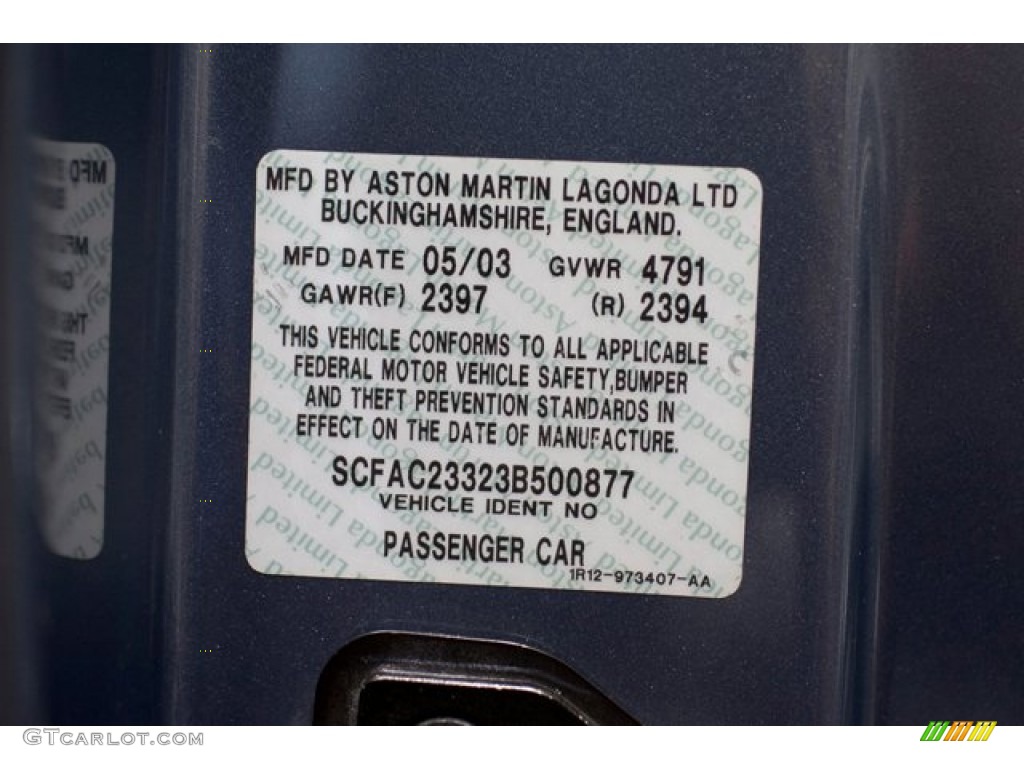 MFD BY ASTON MARTIN LAGONDA LTD
BUCKINGHAMSHIRE, ENGLAND.
MFD DATE 05/03 GVWR 4791
GAWR(F) 2397 (R) 2394
THIS VEHICLE CONFORMS TO ALL APPLICABLE
FEDERAL MOTOR VEHICLE SAFETY,BUMPER
AND THEFT PREVENTION STANDARDS IN
EFFECT ON THE DATE OF MANUFACTURE.
SCFAC23323B500877
VEHICLE IDENT NO
PASSENGER CAR
1R12-973407-AA
GTCarLot.com